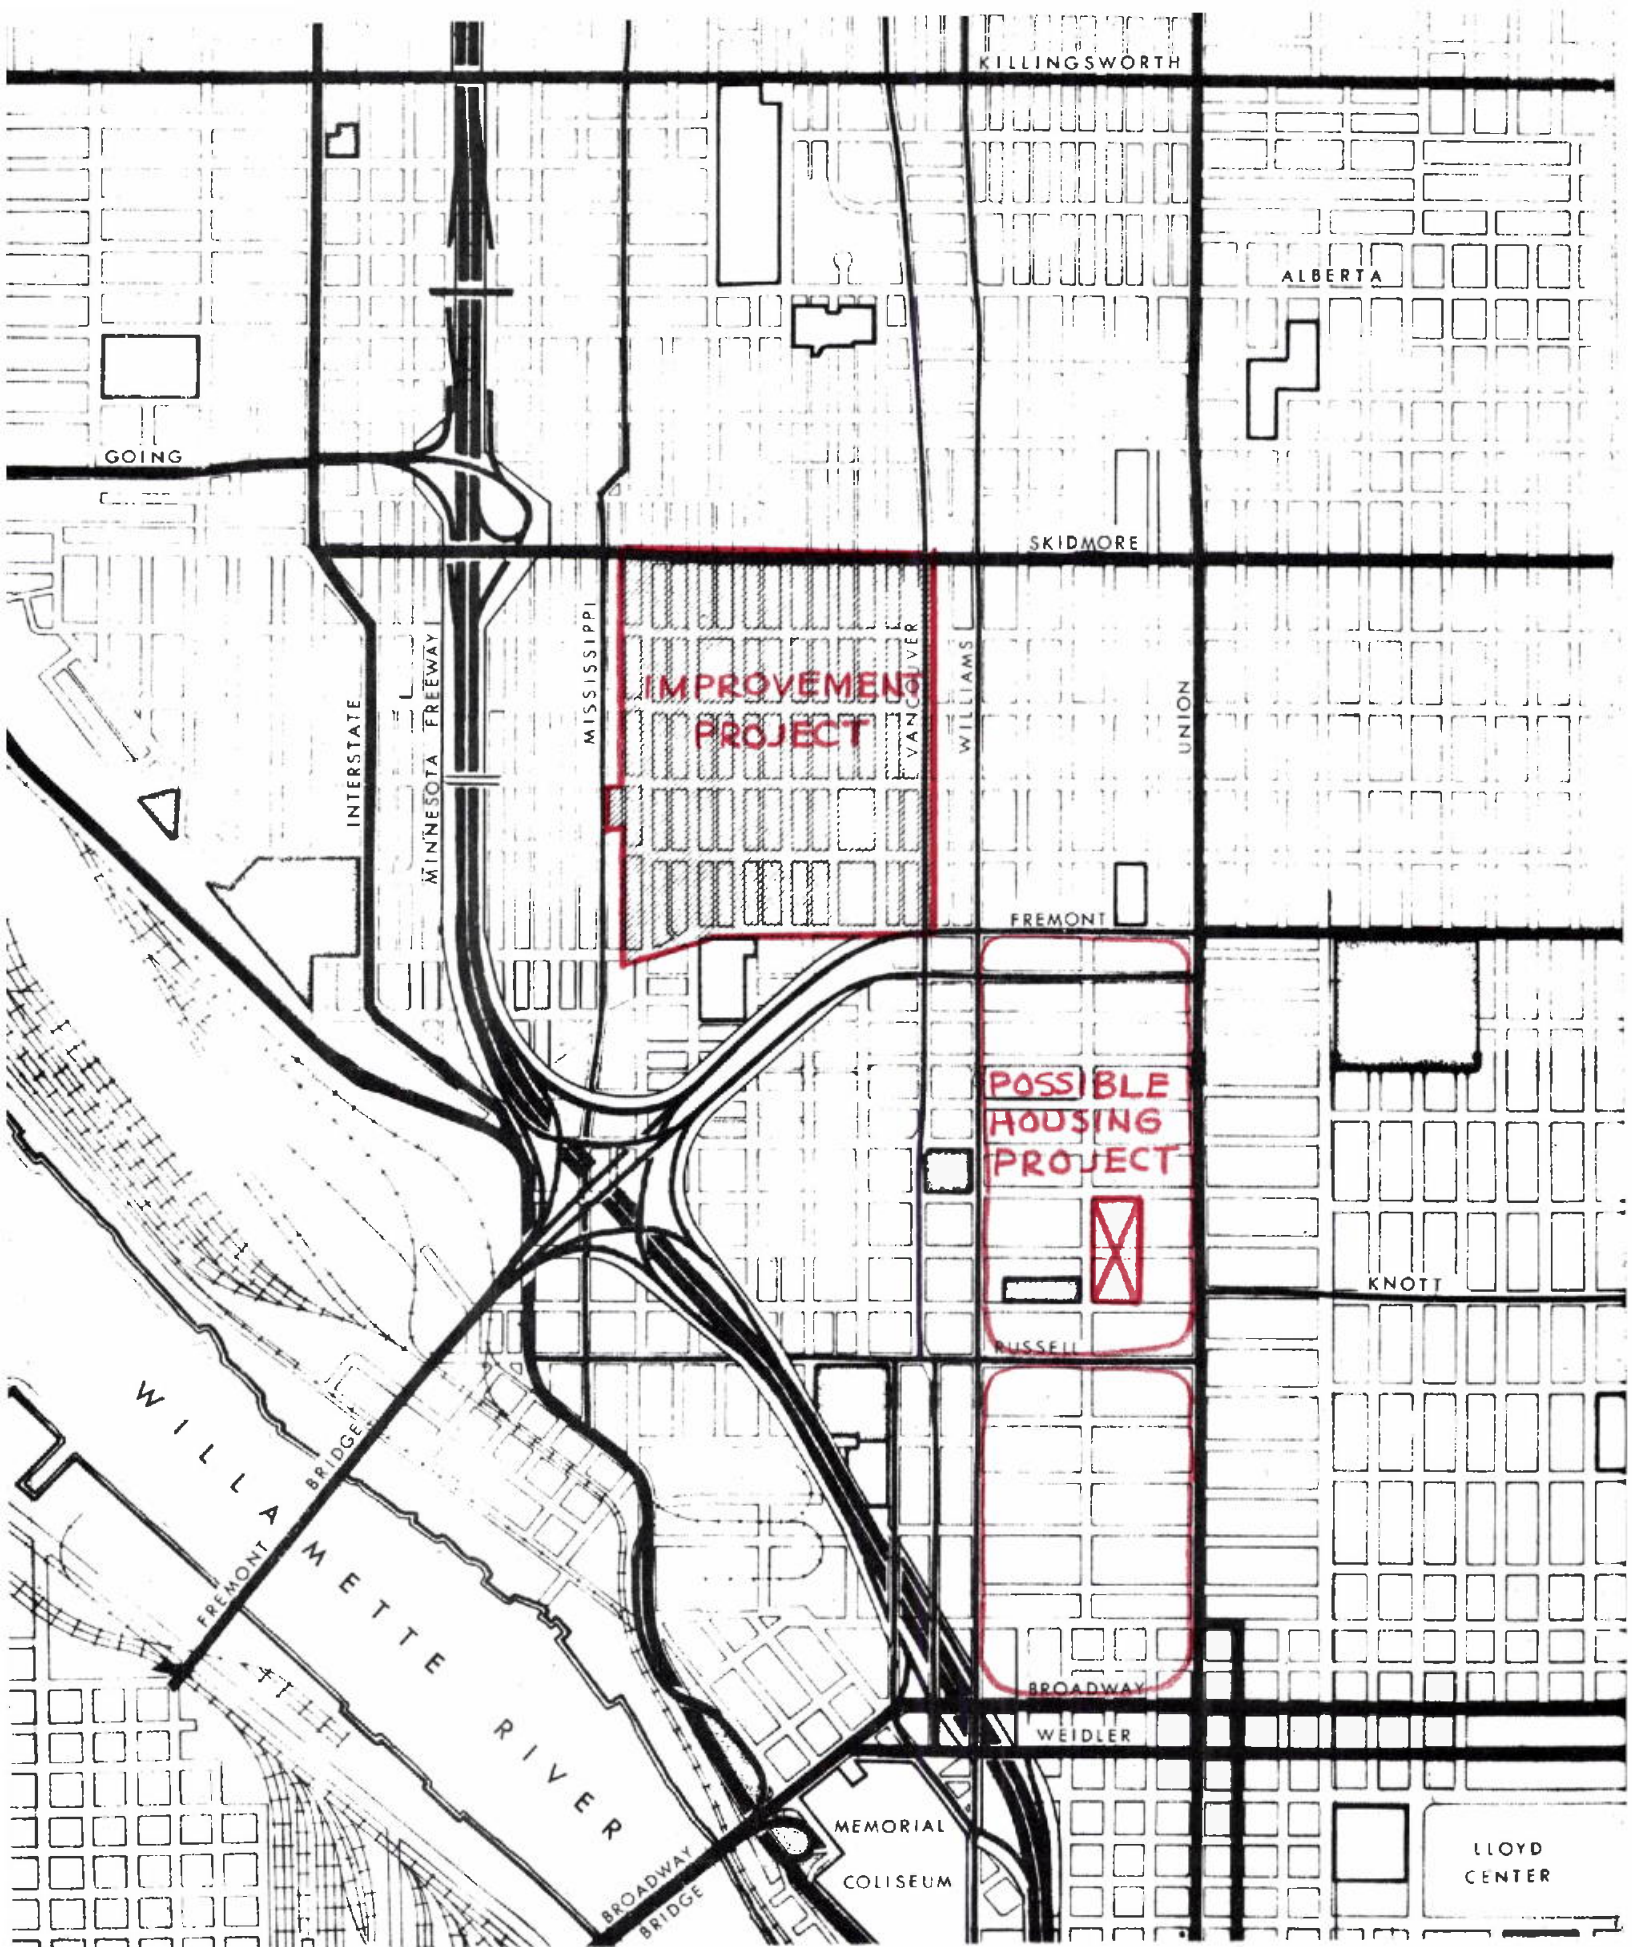 KILLINGSWORTH
ALBERTA
GOING
SKIDMORE
MISSISSIPPI
VANCOUVER
WILLIAMS
UNION
INTERSTATE
MINNESOTA FREEWAY
IMPROVEMENT
PROJECT
FREMONT
POSSIBLE
HOUSING
PROJECT
KNOTT
RUSSELL
WILLAMETTE RIVER
FREMONT BRIDGE
BROADWAY
WEIDLER
MEMORIAL
COLISEUM
LLOYD
CENTER
BROADWAY
BRIDGE